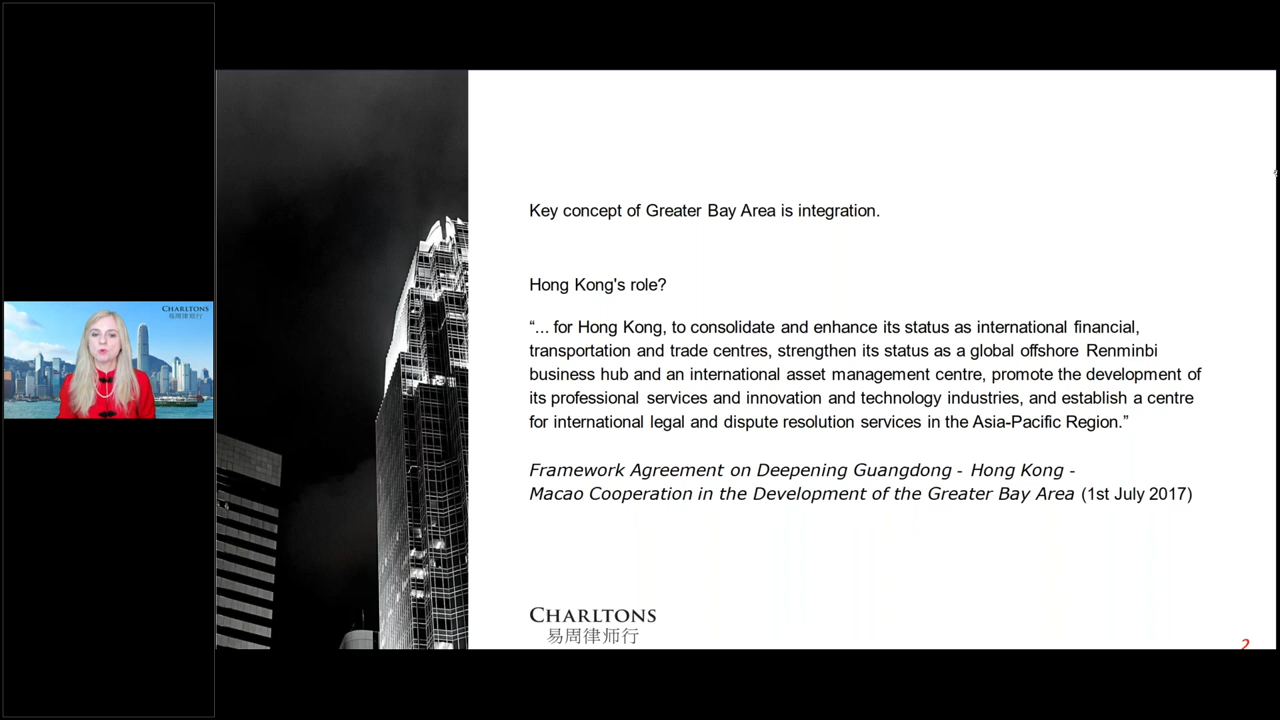 CHARLTONS
易周律师行
Key concept of Greater Bay Area is integration.
Hong Kong's role?
“... for Hong Kong, to consolidate and enhance its status as international financial,
transportation and trade centres, strengthen its status as a global offshore Renminbi
business hub and an international asset management centre, promote the development of
its professional services and innovation and technology industries, and establish a centre
for international legal and dispute resolution services in the Asia-Pacific Region.”
Framework Agreement on Deepening Guangdong - Hong Kong -
Macao Cooperation in the Development of the Greater Bay Area (1st July 2017)
CHARLTONS
易周律师行
2